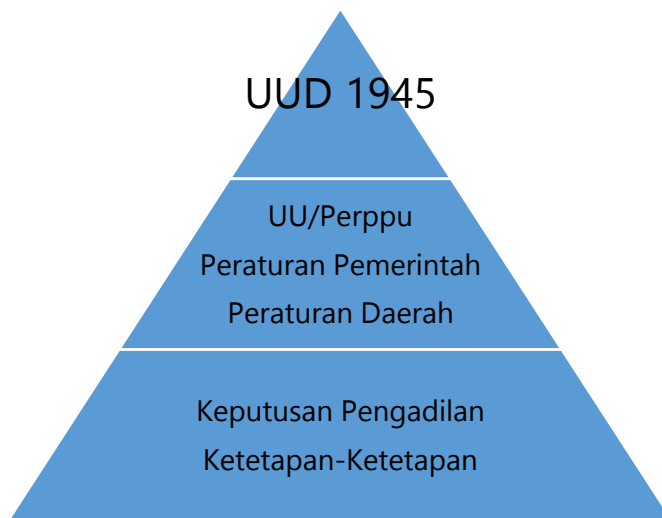 UUD 1945
UU/Perppu
Peraturan Pemerintah
Peraturan Daerah
Keputusan Pengadilan
Ketetapan-Ketetapan